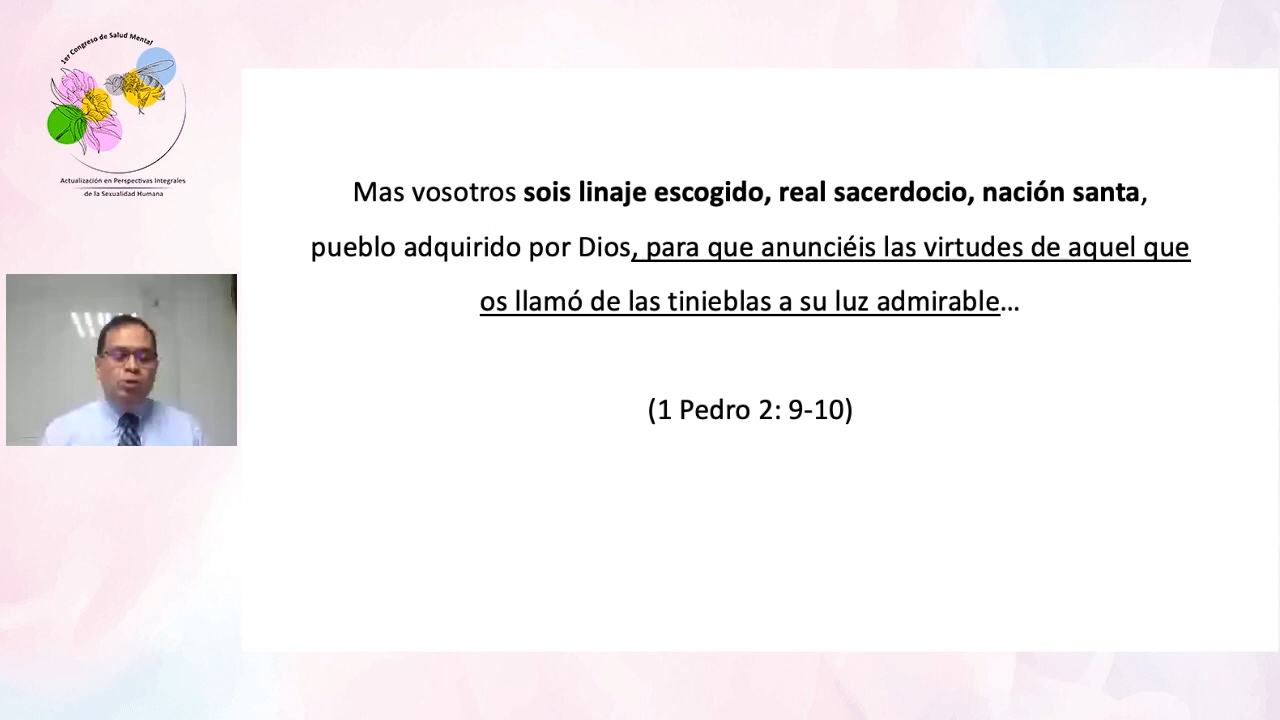 1er Congreso de Salud Mental
Actualización en Perspectivas Integrales
de la Sexualidad Humana
Mas vosotros sois linaje escogido, real sacerdocio, nación santa,
pueblo adquirido por Dios, para que anunciéis las virtudes de aquel que
os llamó de las tinieblas a su luz admirable...
(1 Pedro 2: 9-10)